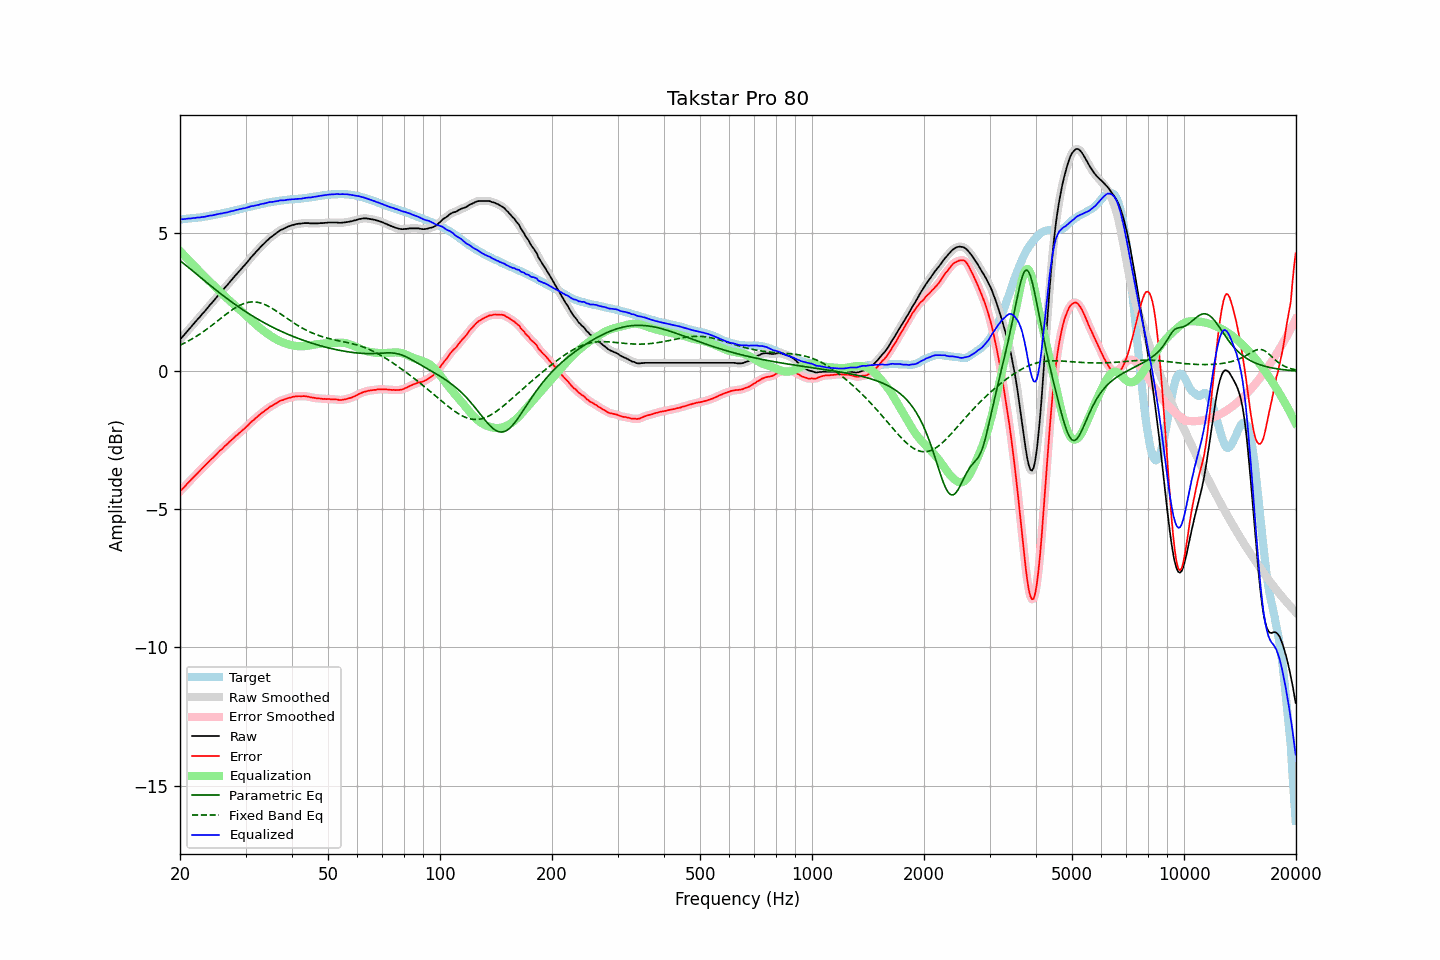 Takstar Pro 80
Amplitude (dBr)
5
0
−5
−10
−15
Target
Raw Smoothed
Error Smoothed
Raw
Error
Equalization
Parametric Eq
Fixed Band Eq
Equalized
20 50 100 200 500 1000 2000 5000 10000 20000
Frequency (Hz)